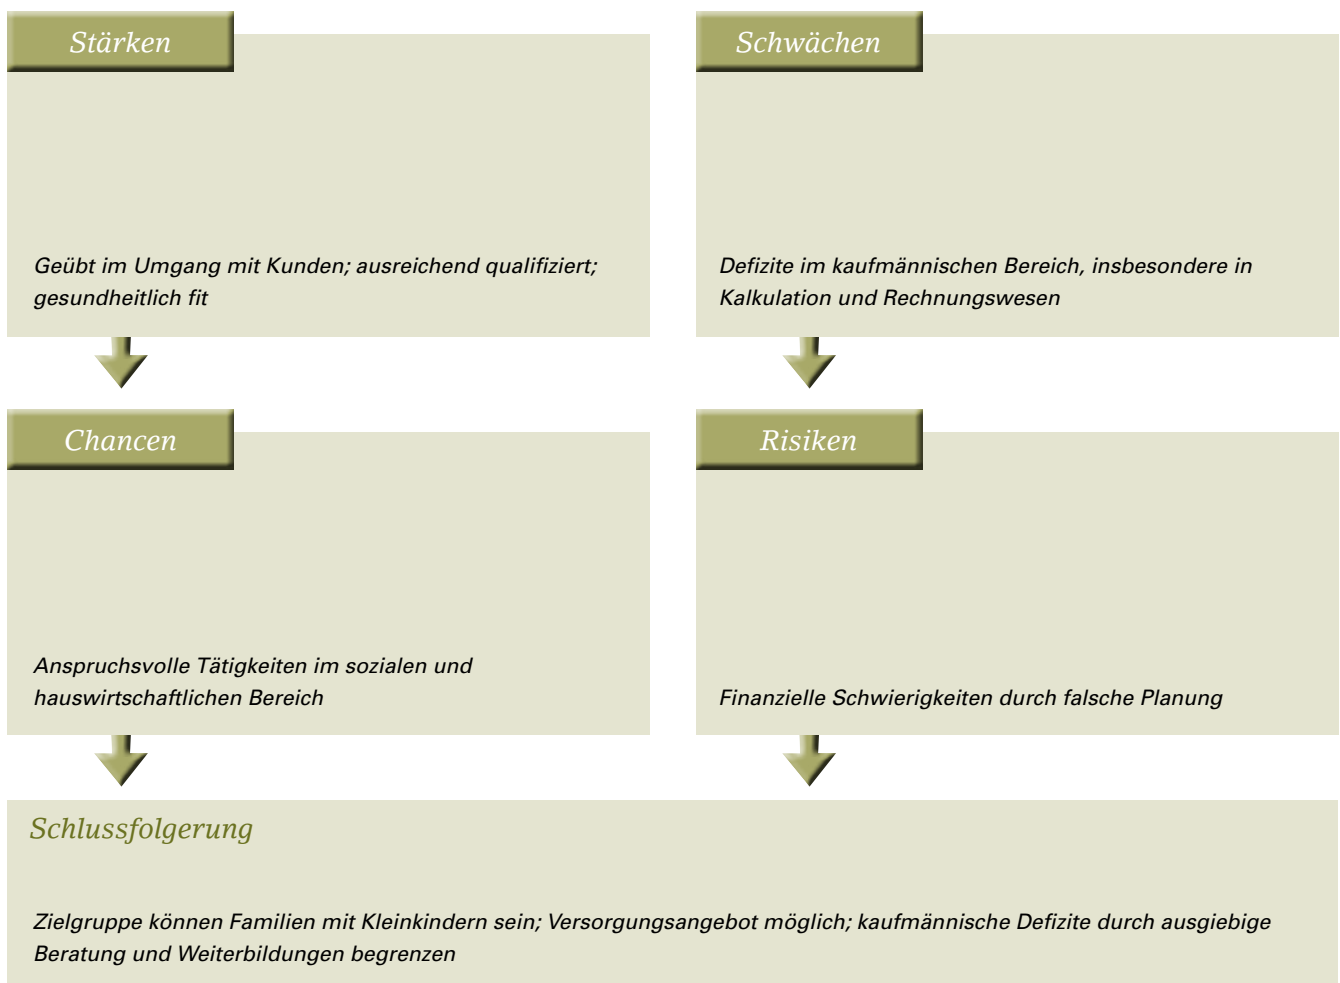 Stärken
Geübt im Umgang mit Kunden; ausreichend qualifiziert;
gesundheitlich fit
Schwächen
Defizite im kaufmännischen Bereich, insbesondere in
Kalkulation und Rechnungswesen
Chancen
Anspruchsvolle Tätigkeiten im sozialen und
hauswirtschaftlichen Bereich
Risiken
Finanzielle Schwierigkeiten durch falsche Planung
Schlussfolgerung
Zielgruppe können Familien mit Kleinkindern sein; Versorgungsangebot möglich; kaufmännische Defizite durch ausgiebige
Beratung und Weiterbildungen begrenzen